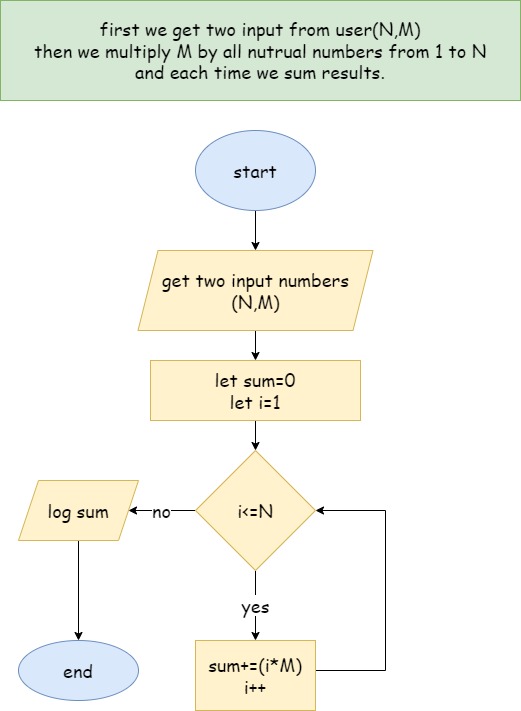 first we get two input from user(N,M)
then we multiply M by all nutrual numbers from 1 to N
and each time we sum results.
start
get two input numbers
(N,M)
let sum=0
let i=1
i<=N
no
log sum
yes
sum+=(i*M)
i++
end